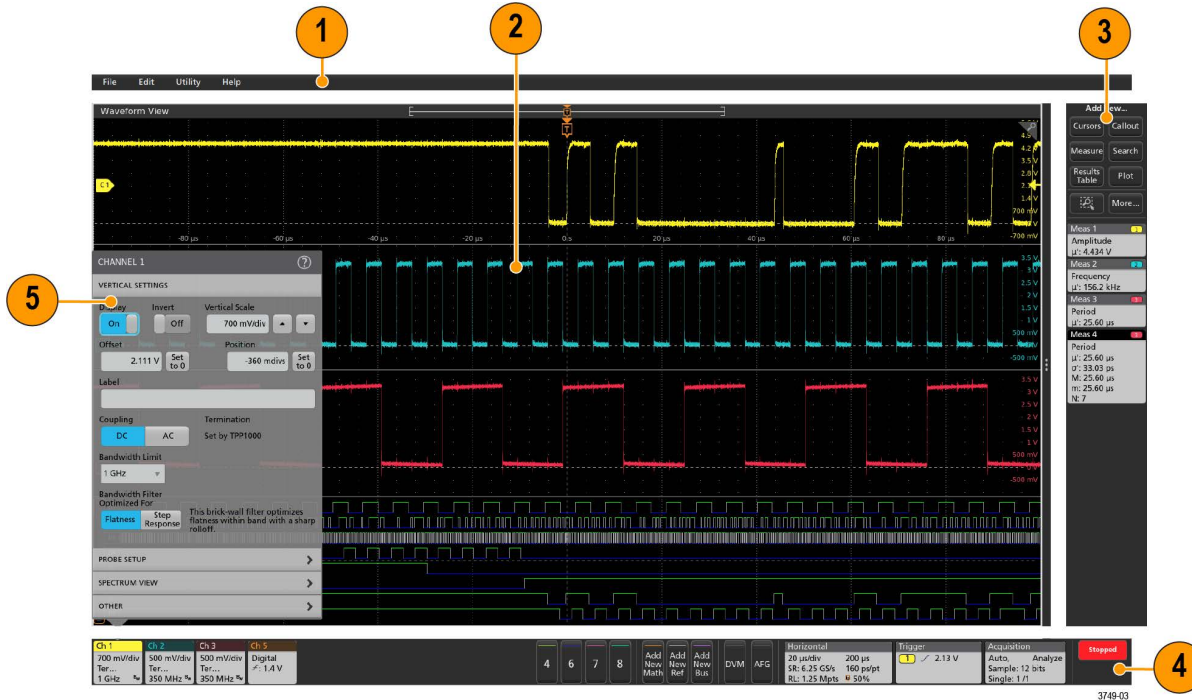 1
2
3
File Edit Utility Help
Waveform View
Add New...
Cursors Callout
Measure Search
Results Table Plot
More...
C1
T
4.2 V
3.5 V
2.8 V
1.4 V
700 mV
-700 mV
-80 µs -60 µs -40 µs -20 µs 0 s 20 µs 40 µs 60 µs 80 µs
Meas 1 1
Amplitude
µ': 4.434 V
Meas 2 2
Frequency
µ': 156.2 kHz
Meas 3 3
Period
µ': 25.60 µs
Meas 4 3
Period
µ': 25.60 µs
σ': 33.03 ps
M: 25.60 µs
m: 25.60 µs
N: 7
3.5 V
3 V
2.5 V
2 V
1.5 V
1 V
500 mV
-500 mV
3.5 V
2.5 V
2 V
1.5 V
1 V
500 mV
-500 mV
5
CHANNEL 1 ?
VERTICAL SETTINGS
Display Invert Vertical Scale
On Off 700 mV/div
Offset Position
2.111 V Set to 0 -360 mdivs Set to 0
Label
Coupling Termination
DC AC Set by TPP1000
Bandwidth Limit
1 GHz
Bandwidth Filter
Optimized For
Flatness Step Response This brick-wall filter optimizes
flatness within band with a sharp
rolloff.
PROBE SETUP
SPECTRUM VIEW
OTHER
Ch 1 Ch 2 Ch 3 Ch 5
700 mV/div 500 mV/div 500 mV/div Digital
Ter... Ter... Ter... : 1.4 V
1 GHz 350 MHz 350 MHz
4 6 7 8
Add New Math
Add New Ref
Add New Bus
DVM AFG
Horizontal
20 µs/div 200 µs
SR: 6.25 GS/s 160 ps/pt
RL: 1.25 Mpts 50%
Trigger
1 2.13 V
Acquisition
Auto, Analyze
Sample: 12 bits
Single: 1 /1
Stopped
4
3749-03